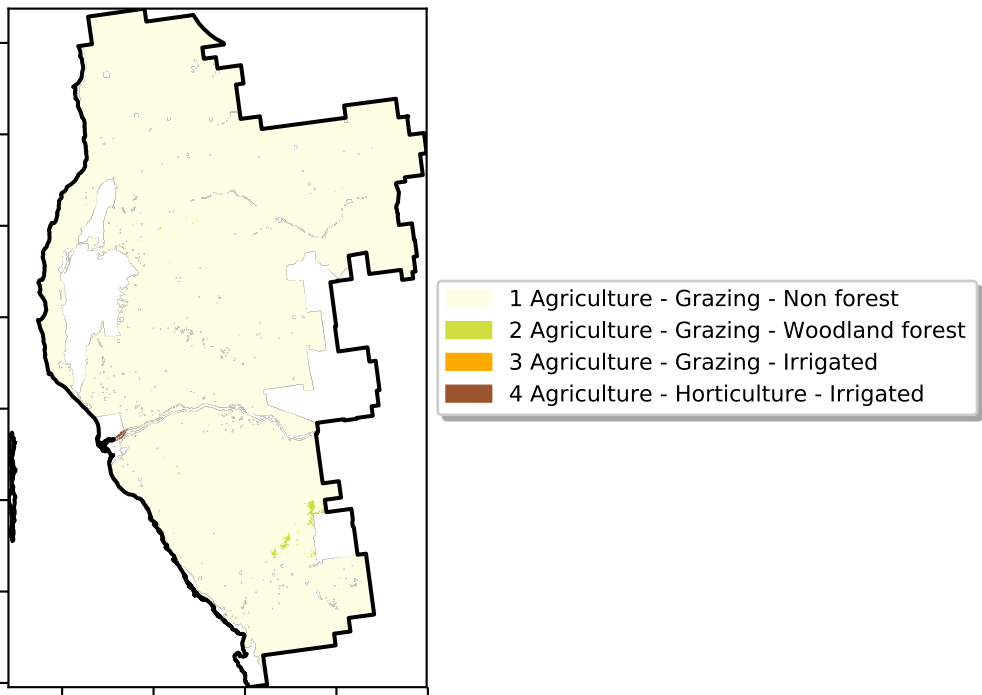 1 Agriculture - Grazing - Non forest
2 Agriculture - Grazing - Woodland forest
3 Agriculture - Grazing - Irrigated
4 Agriculture - Horticulture - Irrigated